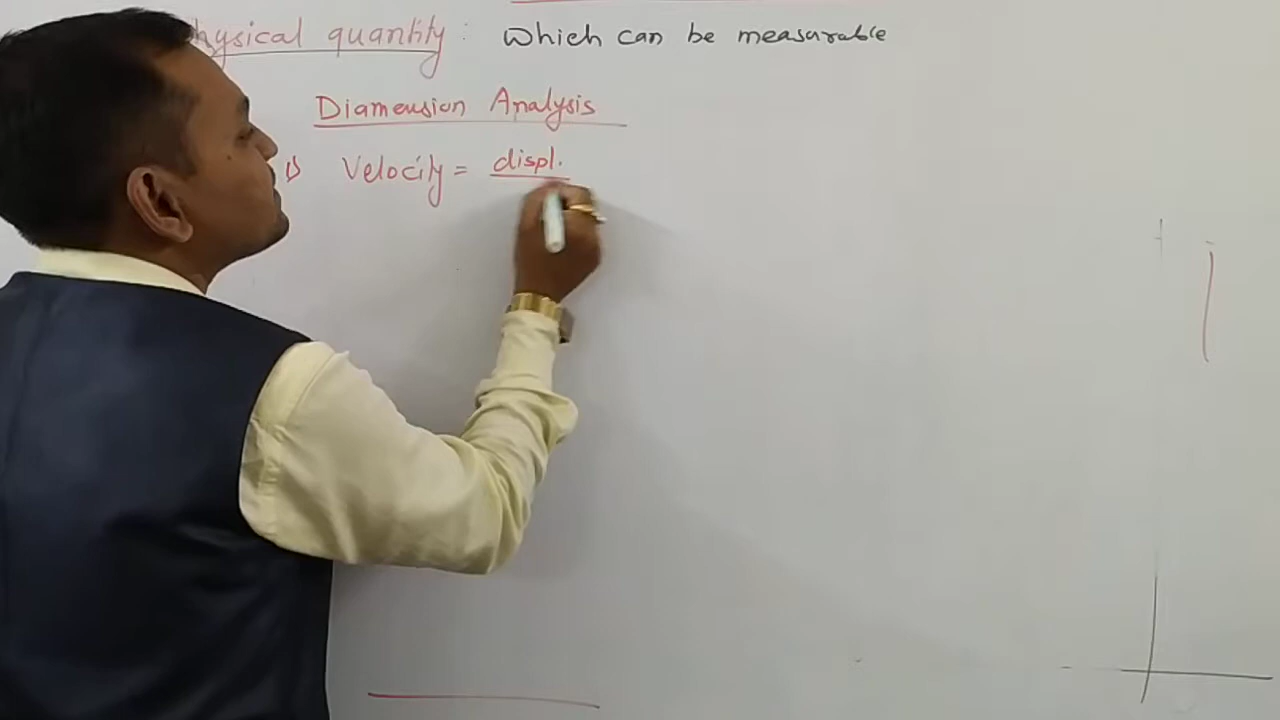 hysical quantity : which can be measurable
Diamension Analysis
1) Velocity = displ.